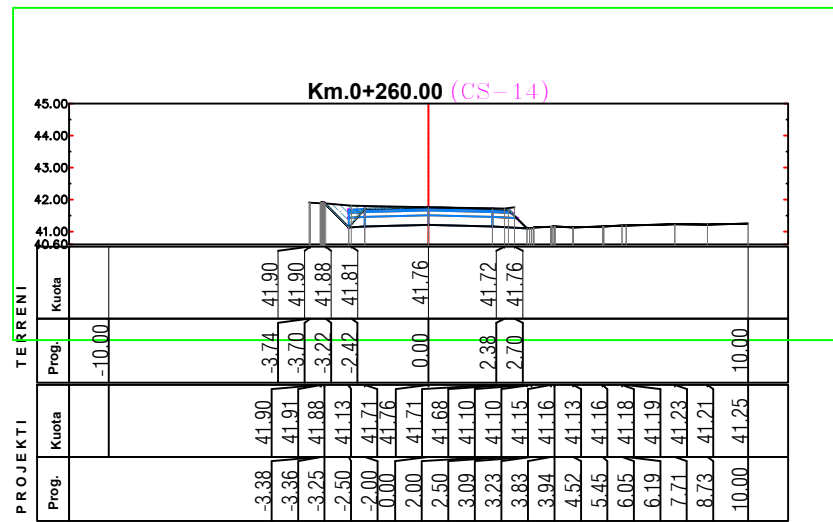 Km.0+260.00 (CS-14)
45.00
44.00
43.00
42.00
41.00
40.60
TERRENI
Kuota
41.90 41.90 41.88 41.81 41.76 41.72 41.76
Prog.
-10.00 -3.74 -3.70 -3.22 -2.42 0.00 2.38 2.70 10.00
PROJEKTI
Kuota
41.90 41.91 41.88 41.13 41.71 41.76 41.71 41.68 41.10 41.10 41.15 41.16 41.13 41.16 41.18 41.19 41.23 41.21 41.25
Prog.
-3.38 -3.36 -3.25 -2.50 -2.00 0.00 2.00 2.50 3.09 3.23 3.83 3.94 4.52 5.45 6.05 6.19 7.71 8.73 10.00